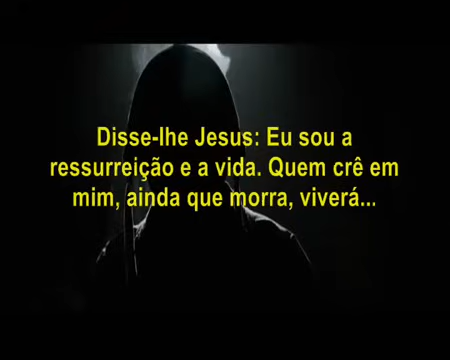 Disse-lhe Jesus: Eu sou a
ressurreição e a vida. Quem crê em
mim, ainda que morra, viverá...